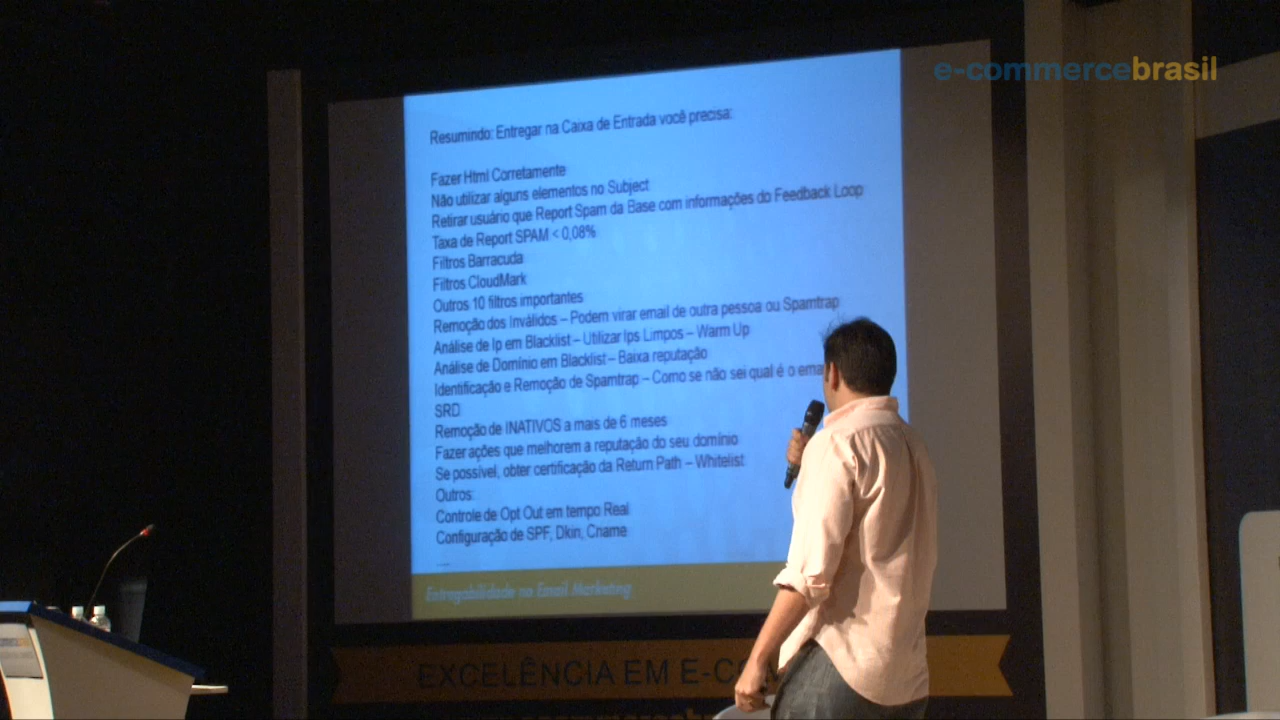 e-commercebrasil
Resumindo: Entregar na Caixa de Entrada você precisa:
Fazer Html Corretamente
Não utilizar alguns elementos no Subject
Retirar usuário que Report Spam da Base com informações do Feedback Loop
Taxa de Report SPAM < 0,08%
Filtros Barracuda
Filtros CloudMark
Outros 10 filtros importantes
Remoção dos Inválidos – Podem virar email de outra pessoa ou Spamtrap
Análise de Ip em Blacklist – Utilizar Ips Limpos – Warm Up
Análise de Domínio em Blacklist – Baixa reputação
Identificação e Remoção de Spamtrap – Como se não sei qual é o
SRD
Remoção de INATIVOS a mais de 6 meses
Fazer ações que melhorem a reputação do seu domínio
Se possível, obter certificação da Return Path – Whitelist
Outros:
Controle de Opt Out em tempo Real
Configuração de SPF, Dkin, Cname
Entregabilidade no Email Marketing
EXCELÊNCIA EM